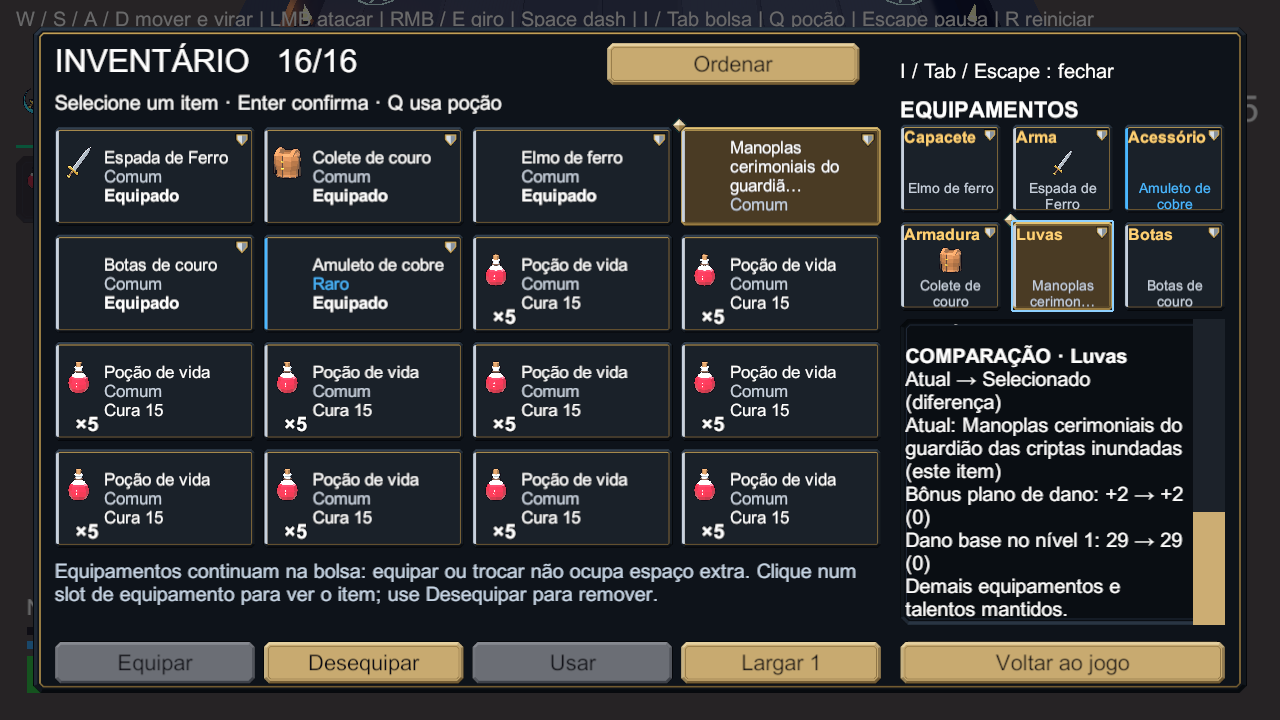 W / S / A / D mover e virar | LMB atacar | RMB / E giro | Space dash | I / Tab bolsa | Q poção | Escape pausa | R reiniciar
INVENTÁRIO 16/16
Ordenar
I / Tab / Escape : fechar
Selecione um item · Enter confirma · Q usa poção
EQUIPAMENTOS
Espada de Ferro
Comum
Equipado
Colete de couro
Comum
Equipado
Elmo de ferro
Comum
Equipado
Manoplas
cerimoniais do
guardiã…
Comum
Botas de couro
Comum
Equipado
Amuleto de cobre
Raro
Equipado
Poção de vida
Comum
Cura 15
×5
Poção de vida
Comum
Cura 15
×5
Poção de vida
Comum
Cura 15
×5
Poção de vida
Comum
Cura 15
×5
Poção de vida
Comum
Cura 15
×5
Poção de vida
Comum
Cura 15
×5
Poção de vida
Comum
Cura 15
×5
Poção de vida
Comum
Cura 15
×5
Poção de vida
Comum
Cura 15
×5
Poção de vida
Comum
Cura 15
×5
Capacete
Elmo de ferro
Arma
Espada de
Ferro
Acessório
Amuleto de
cobre
Armadura
Colete de
couro
Luvas
Manoplas
cerimon…
Botas
Botas de
couro
COMPARAÇÃO · Luvas
Atual → Selecionado
(diferença)
Atual: Manoplas cerimoniais do
guardião das criptas inundadas
(este item)
Bônus plano de dano: +2 → +2
(0)
Dano base no nível 1: 29 → 29
(0)
Demais equipamentos e
talentos mantidos.
Equipamentos continuam na bolsa: equipar ou trocar não ocupa espaço extra. Clique num
slot de equipamento para ver o item; use Desequipar para remover.
Equipar
Desequipar
Usar
Largar 1
Voltar ao jogo